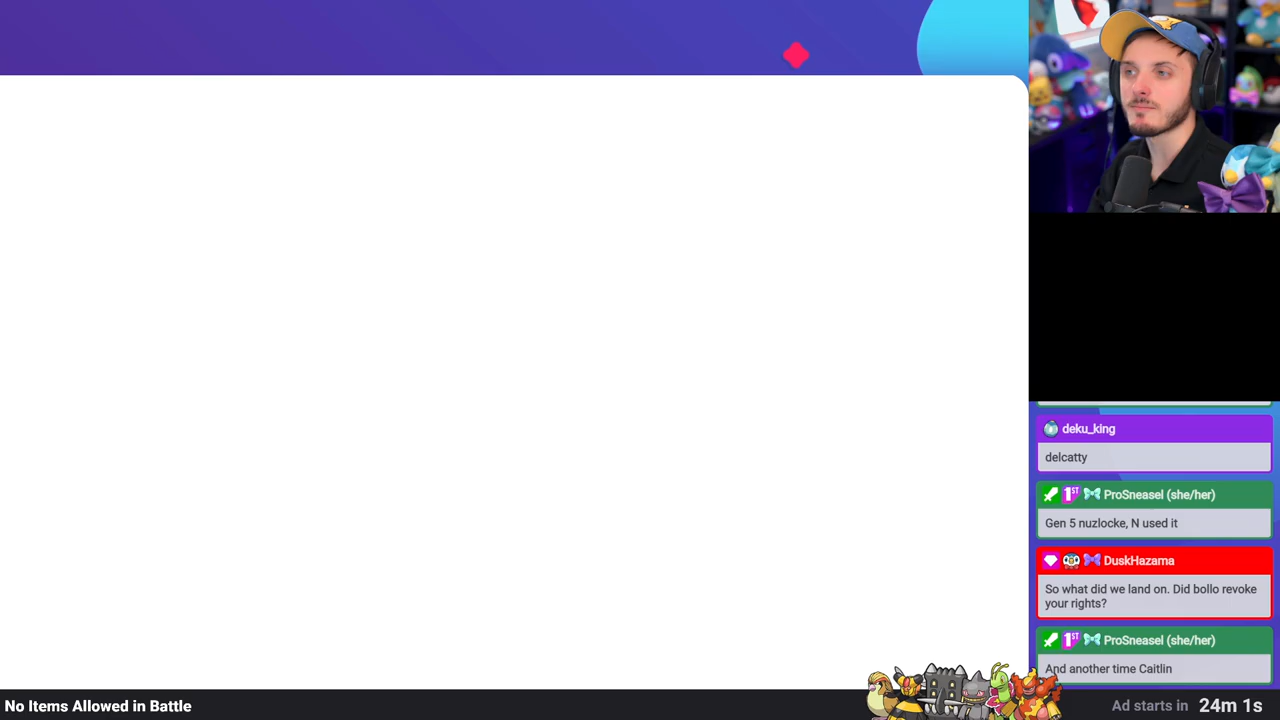 deku_king
delcatty
1ST ProSneasel (she/her)
Gen 5 nuzlocke, N used it
DuskHazama
So what did we land on. Did bollo revoke
your rights?
1ST ProSneasel (she/her)
And another time Caitlin
No Items Allowed in Battle
Ad starts in 24m 1s